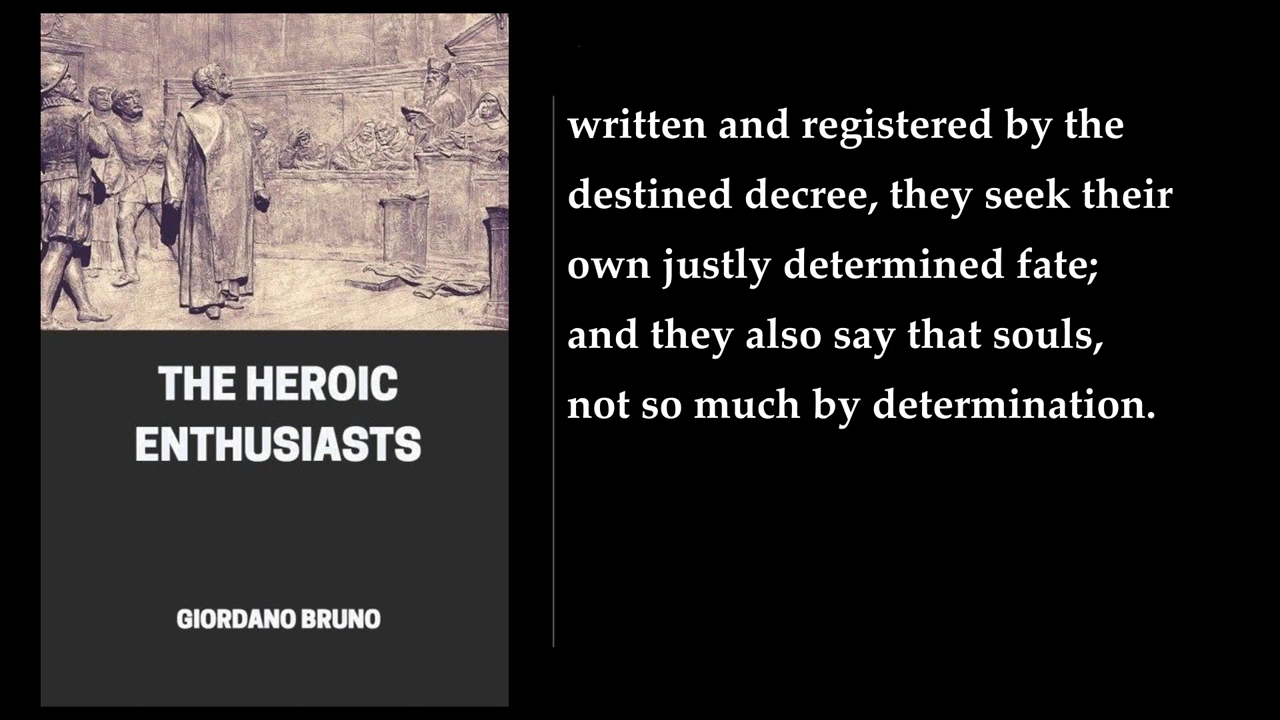 THE HEROIC
ENTHUSIASTS
GIORDANO BRUNO
written and registered by the
destined decree, they seek their
own justly determined fate;
and they also say that souls,
not so much by determination.